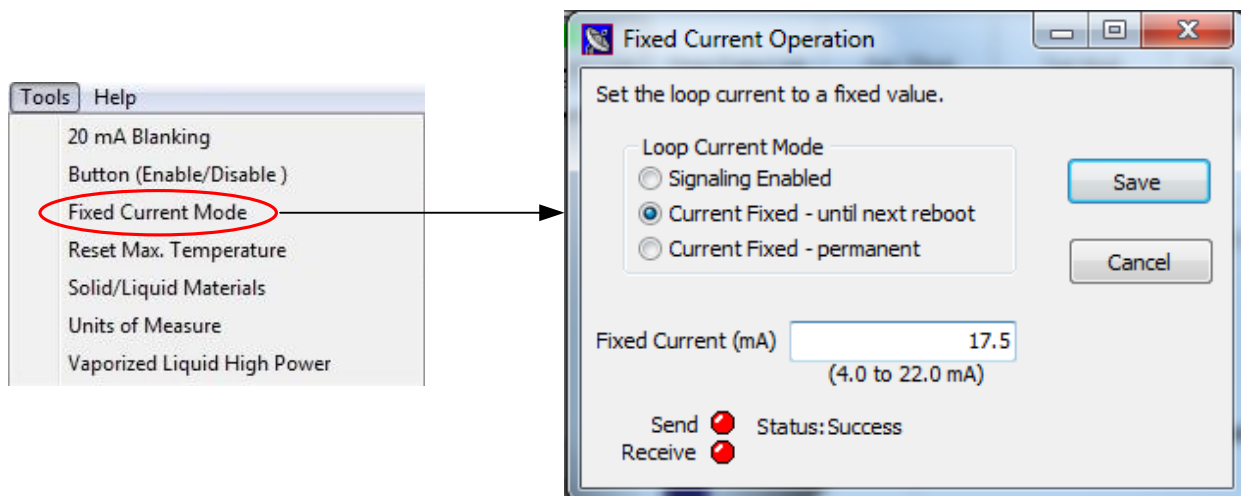 Tools Help
20 mA Blanking
Button (Enable/Disable )
Fixed Current Mode
Reset Max. Temperature
Solid/Liquid Materials
Units of Measure
Vaporized Liquid High Power
Fixed Current Operation
Set the loop current to a fixed value.
Loop Current Mode
Signaling Enabled
Current Fixed - until next reboot
Current Fixed - permanent
Save
Cancel
Fixed Current (mA) 17.5
(4.0 to 22.0 mA)
Send Status: Success
Receive